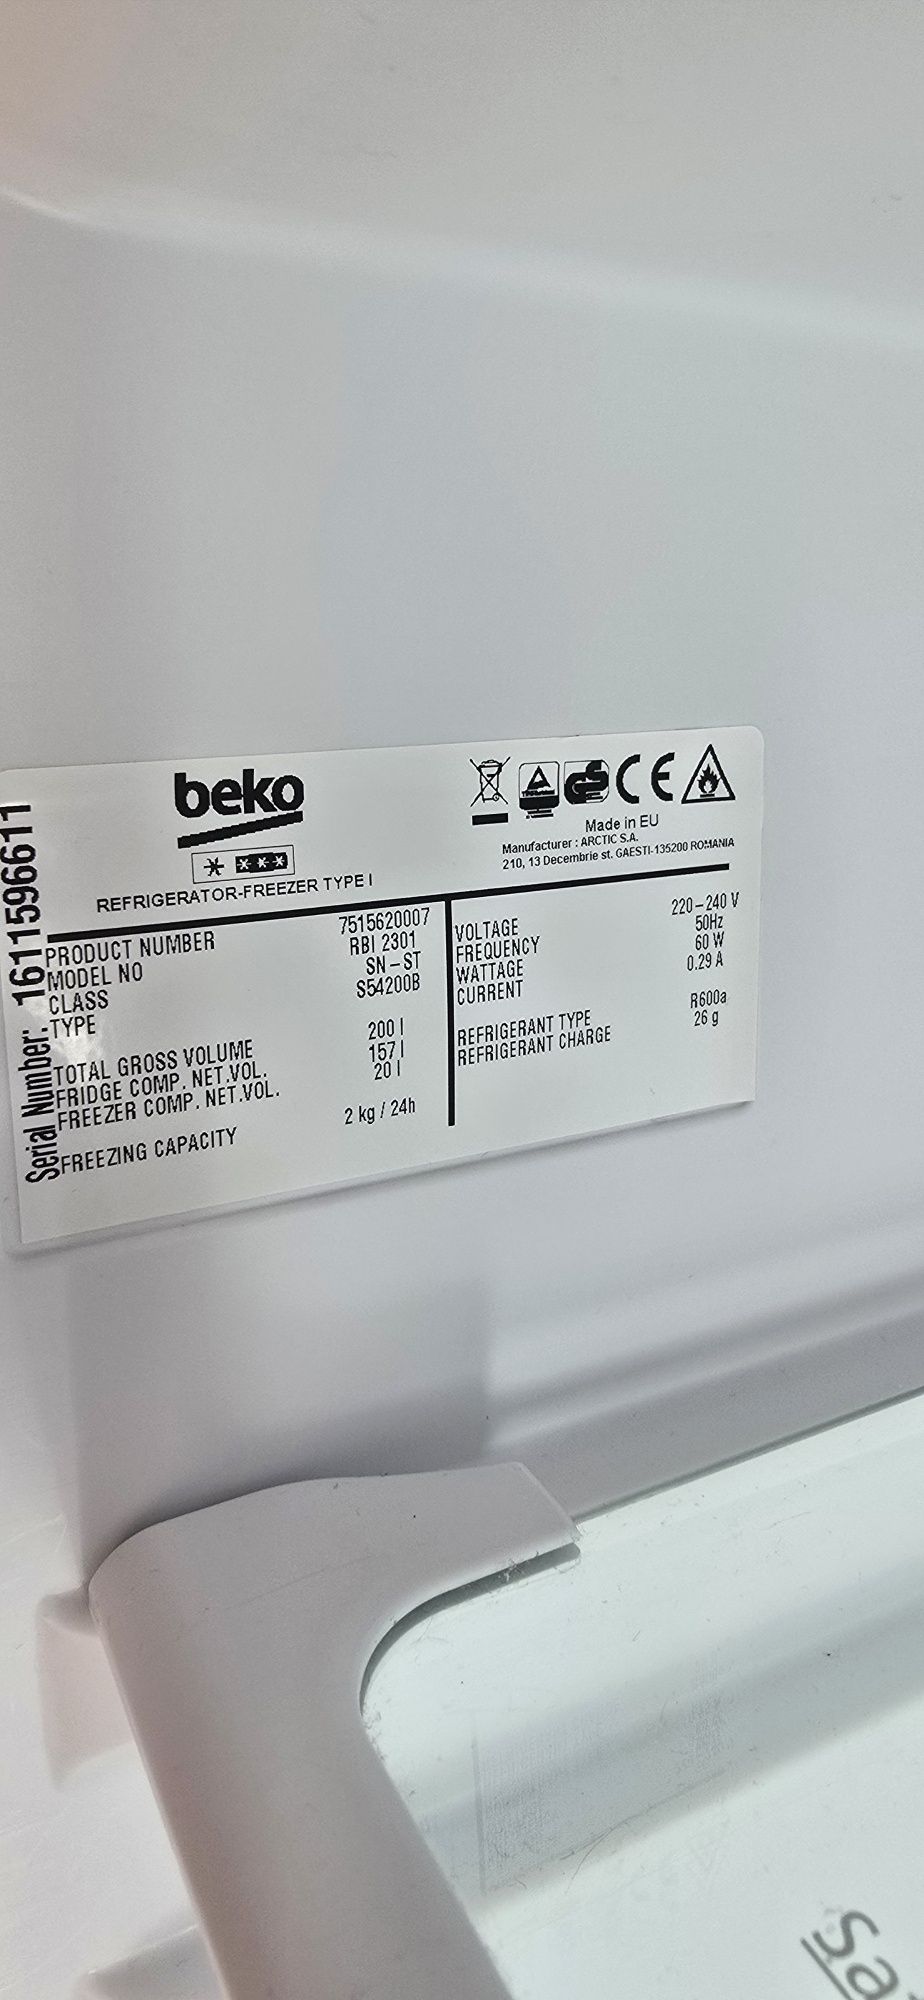 beko
REFRIGERATOR-FREEZER TYPE I
Made in EU
Manufacturer : ARCTIC S.A.
210, 13 Decembrie st. GAESTI-135200 ROMANIA
Serial Number: 1611596611
PRODUCT NUMBER 7515620007
MODEL NO RBI 2301
CLASS SN-ST
TYPE S54200B
TOTAL GROSS VOLUME 200 l
FRIDGE COMP. NET.VOL. 157 l
FREEZER COMP. NET.VOL. 20 l
FREEZING CAPACITY 2 kg / 24h
VOLTAGE 220-240 V
FREQUENCY 50Hz
WATTAGE 60 W
CURRENT 0.29 A
REFRIGERANT TYPE R600a
REFRIGERANT CHARGE 26 g